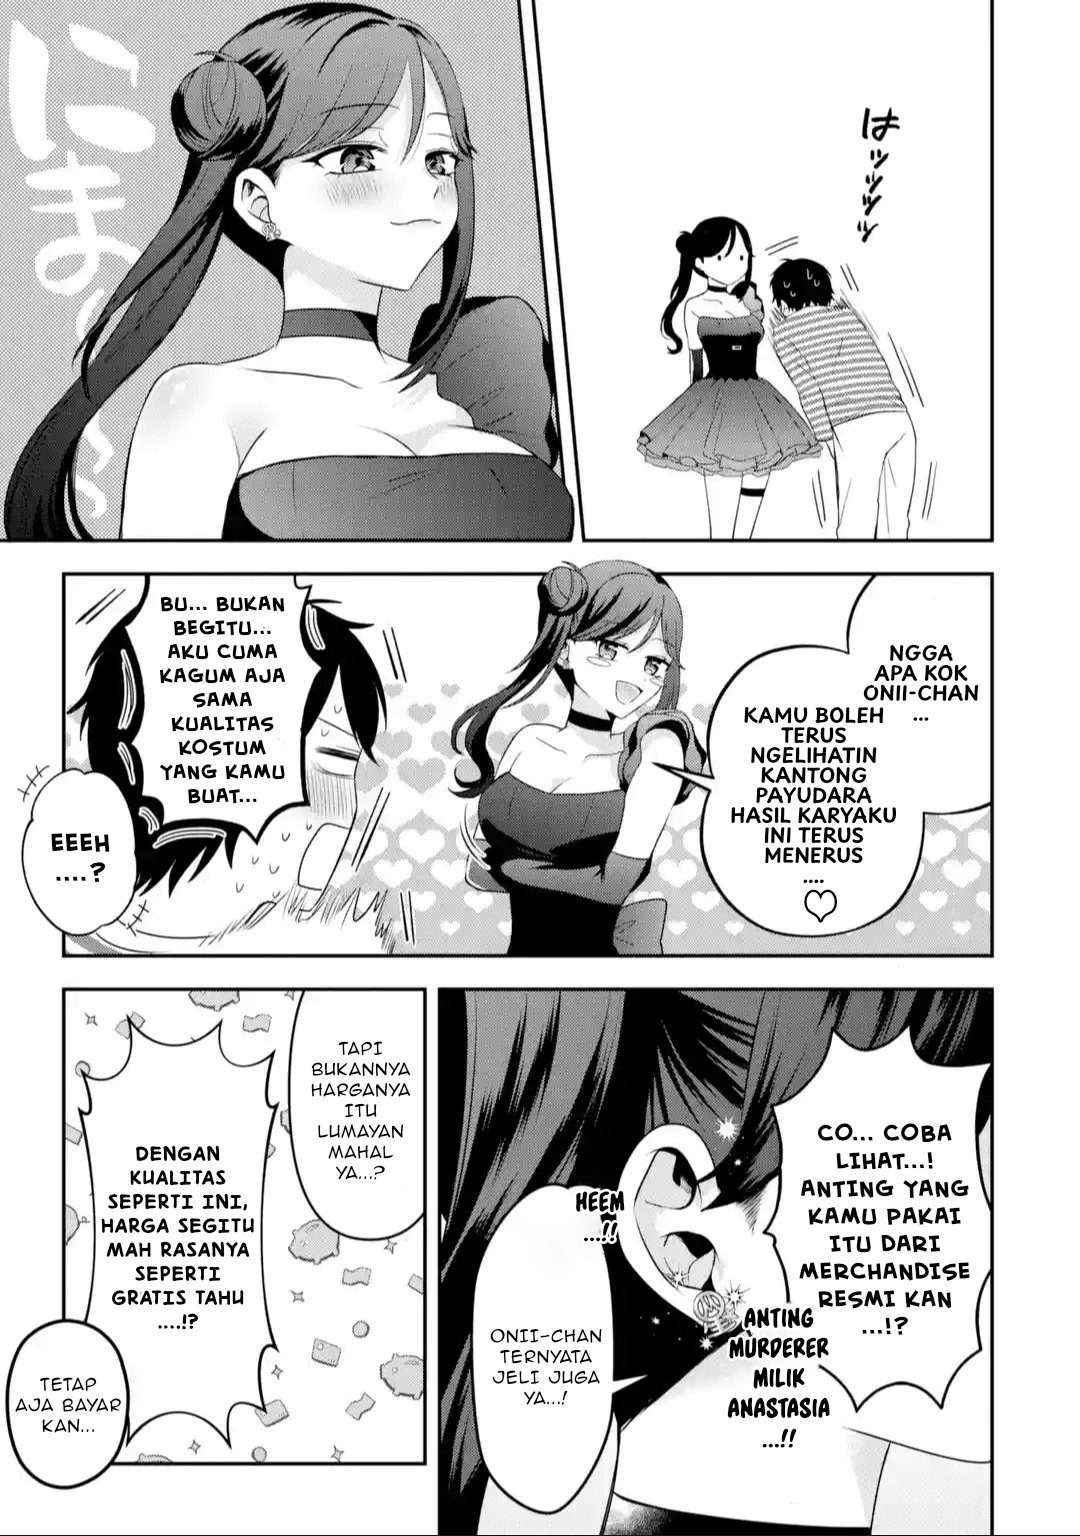 はッッッッ
にま〜〜
NGGA
APA KOK
ONII-CHAN
...
KAMU BOLEH
TERUS
NGELIHATIN
KANTONG
PAYUDARA
HASIL KARYAKU
INI TERUS
MENERUS
....
♡
BU... BUKAN
BEGITU...
AKU CUMA
KAGUM AJA
SAMA
KUALITAS
KOSTUM
YANG KAMU
BUAT...
EEEH
....?
CO... COBA
LIHAT...!
ANTING YANG
KAMU PAKAI
ITU DARI
MERCHANDISE
RESMI KAN
...!?
HEEM
...!!
ANTING
MURDERER
MILIK
ANASTASIA
...!!
ONII-CHAN
TERNYATA
JELI JUGA
YA...!
TAPI
BUKANNYA
HARGANYA
ITU
LUMAYAN
MAHAL
YA...?
DENGAN
KUALITAS
SEPERTI INI,
HARGA SEGITU
MAH RASANYA
SEPERTI
GRATIS TAHU
.....!?
TETAP
AJA BAYAR
KAN...